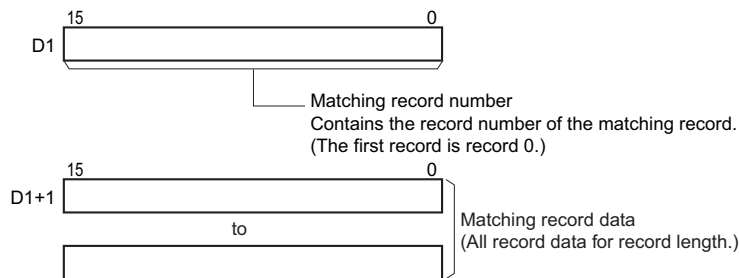 15 0
D1
Matching record number
Contains the record number of the matching record.
(The first record is record 0.)
15 0
D1+1
to
Matching record data
(All record data for record length.)